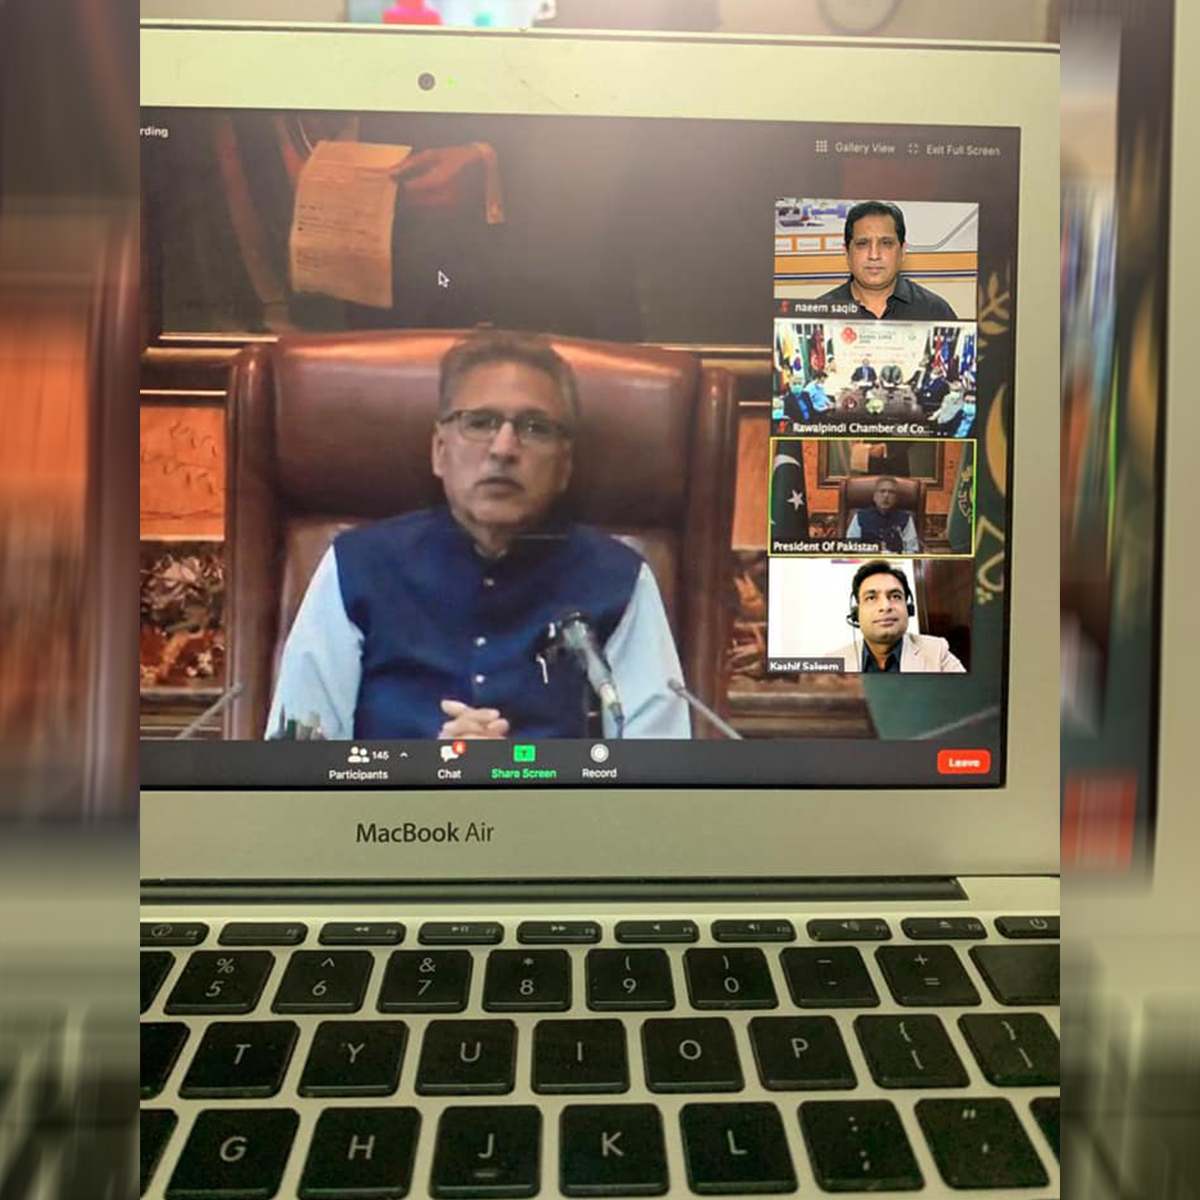 rding
Gallery View
Exit Full Screen
naeem saqib
Rawalpindi Chamber of Co...
President Of Pakistan
Kashif Saleem
145
8
Participants
Chat
Share Screen
Record
Leave
MacBook Air
% ^ & * ( ) _ +
5 6 7 8 9 0 - =
T Y U I O P { }
[ ]
G H J K L : "
; '